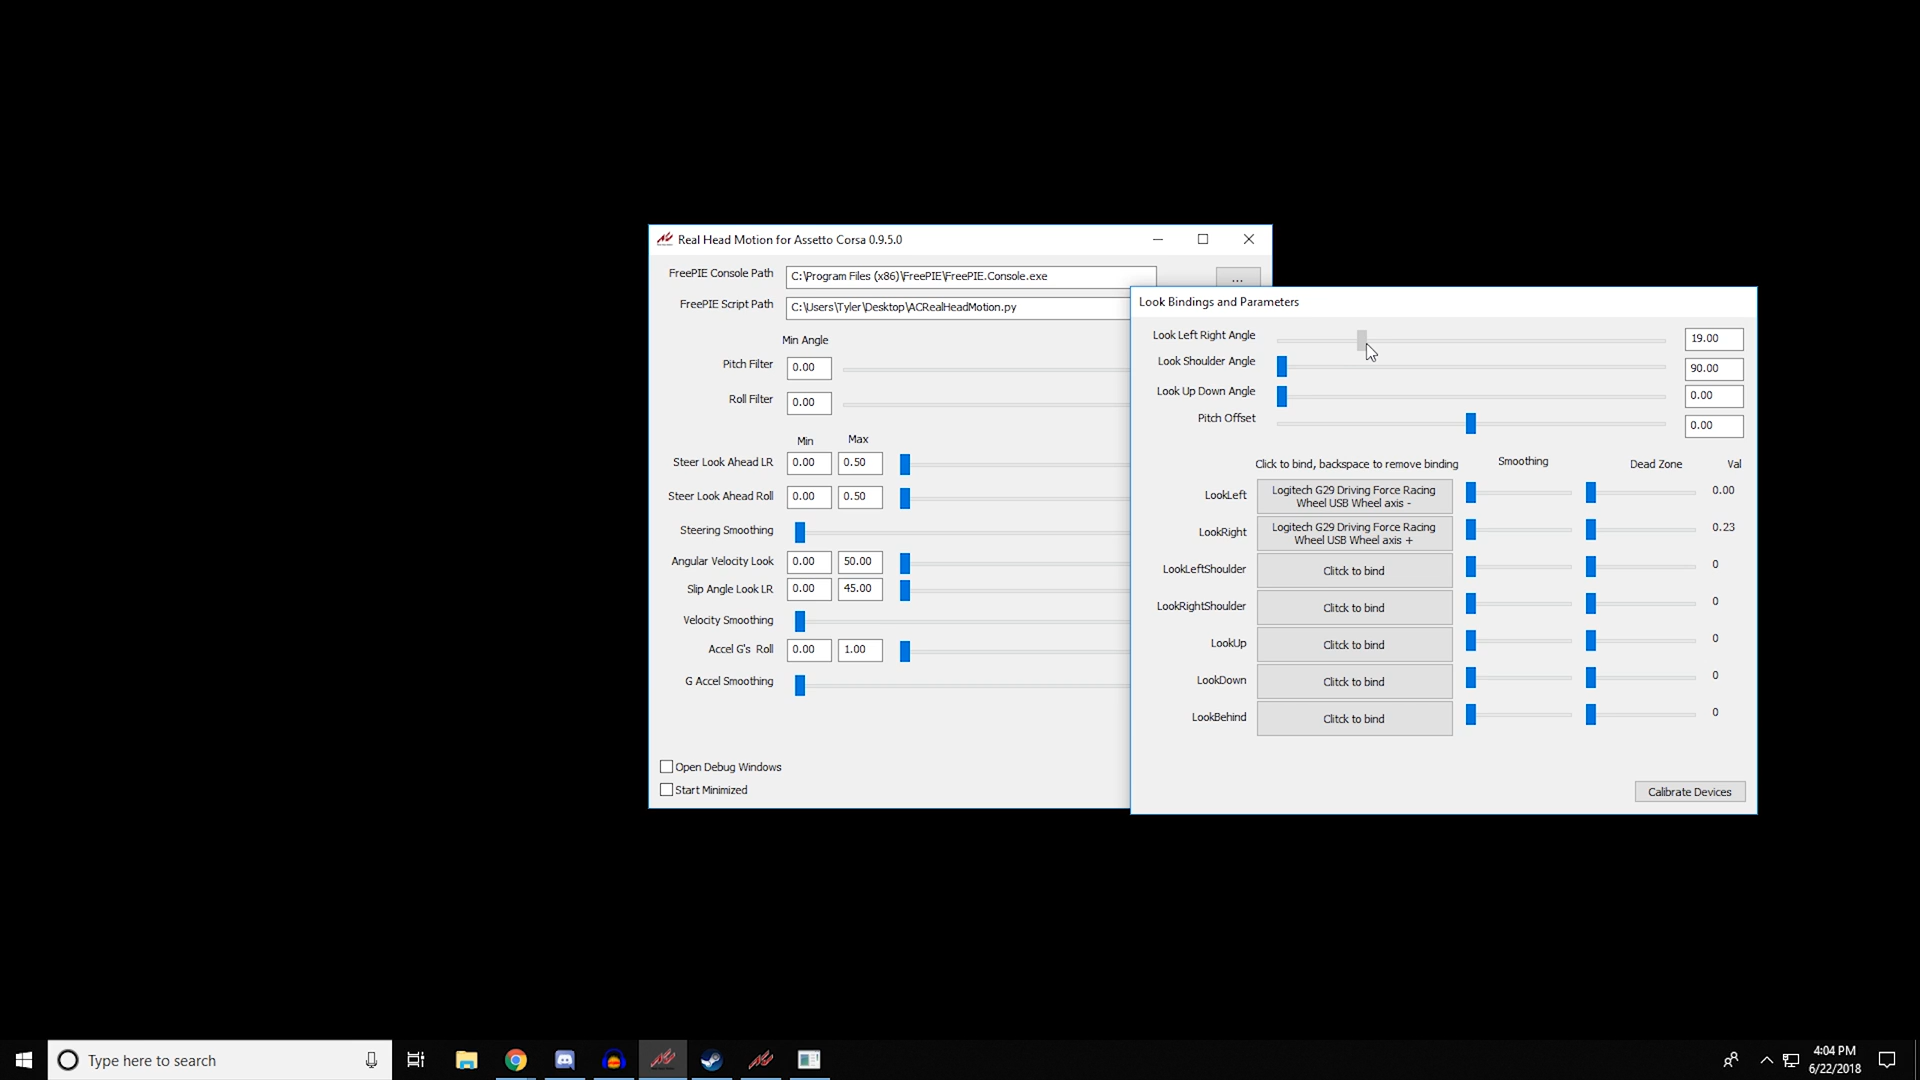 Real Head Motion for Assetto Corsa 0.9.5.0
FreePIE Console Path
C:\Program Files (x86)\FreePIE\FreePIE.Console.exe
...
FreePIE Script Path
C:\Users\Tyler\Desktop\ACRealHeadMotion.py
Min Angle
Pitch Filter
0.00
Roll Filter
0.00
Min Max
Steer Look Ahead LR
0.00 0.50
Steer Look Ahead Roll
0.00 0.50
Steering Smoothing
Angular Velocity Look
0.00 50.00
Slip Angle Look LR
0.00 45.00
Velocity Smoothing
Accel G's Roll
0.00 1.00
G Accel Smoothing
Open Debug Windows
Start Minimized
Look Bindings and Parameters
Look Left Right Angle
19.00
Look Shoulder Angle
90.00
Look Up Down Angle
0.00
Pitch Offset
0.00
Click to bind, backspace to remove binding Smoothing Dead Zone Val
LookLeft
Logitech G29 Driving Force Racing
Wheel USB Wheel axis -
0.00
LookRight
Logitech G29 Driving Force Racing
Wheel USB Wheel axis +
0.23
LookLeftShoulder Clitck to bind 0
LookRightShoulder Clitck to bind 0
LookUp Clitck to bind 0
LookDown Clitck to bind 0
LookBehind Clitck to bind 0
Calibrate Devices
Type here to search
4:04 PM
6/22/2018